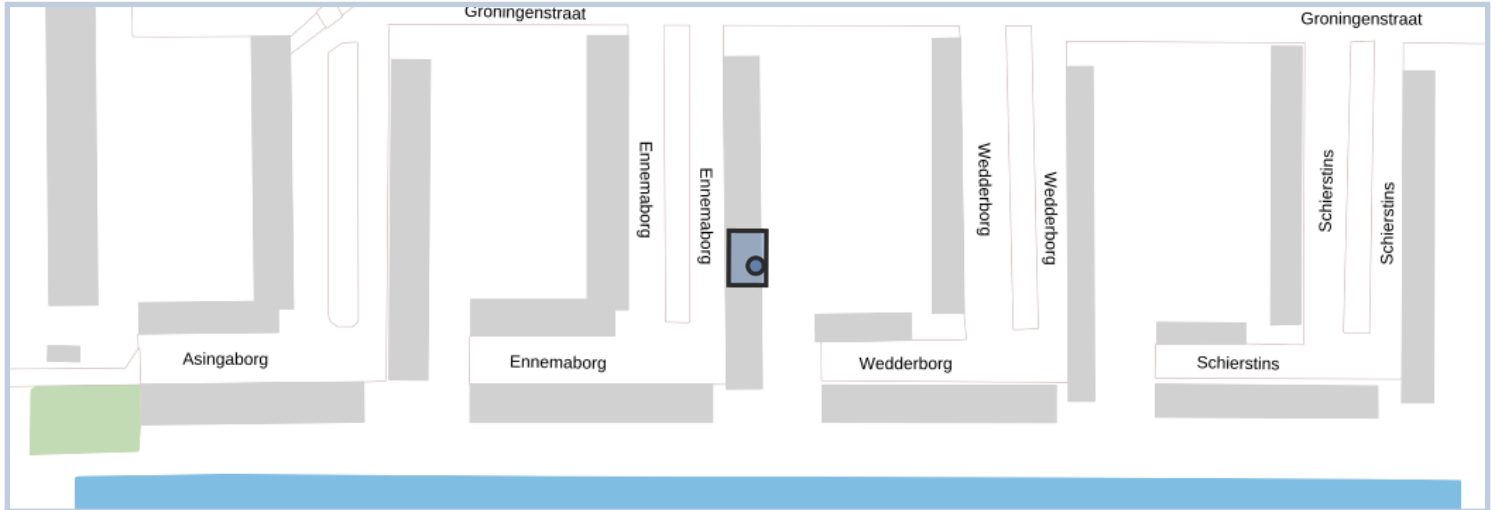 Groningenstraat
Groningenstraat
Ennemaborg
Ennemaborg
Wedderborg
Wedderborg
Schierstins
Schierstins
Asingaborg
Ennemaborg
Wedderborg
Schierstins